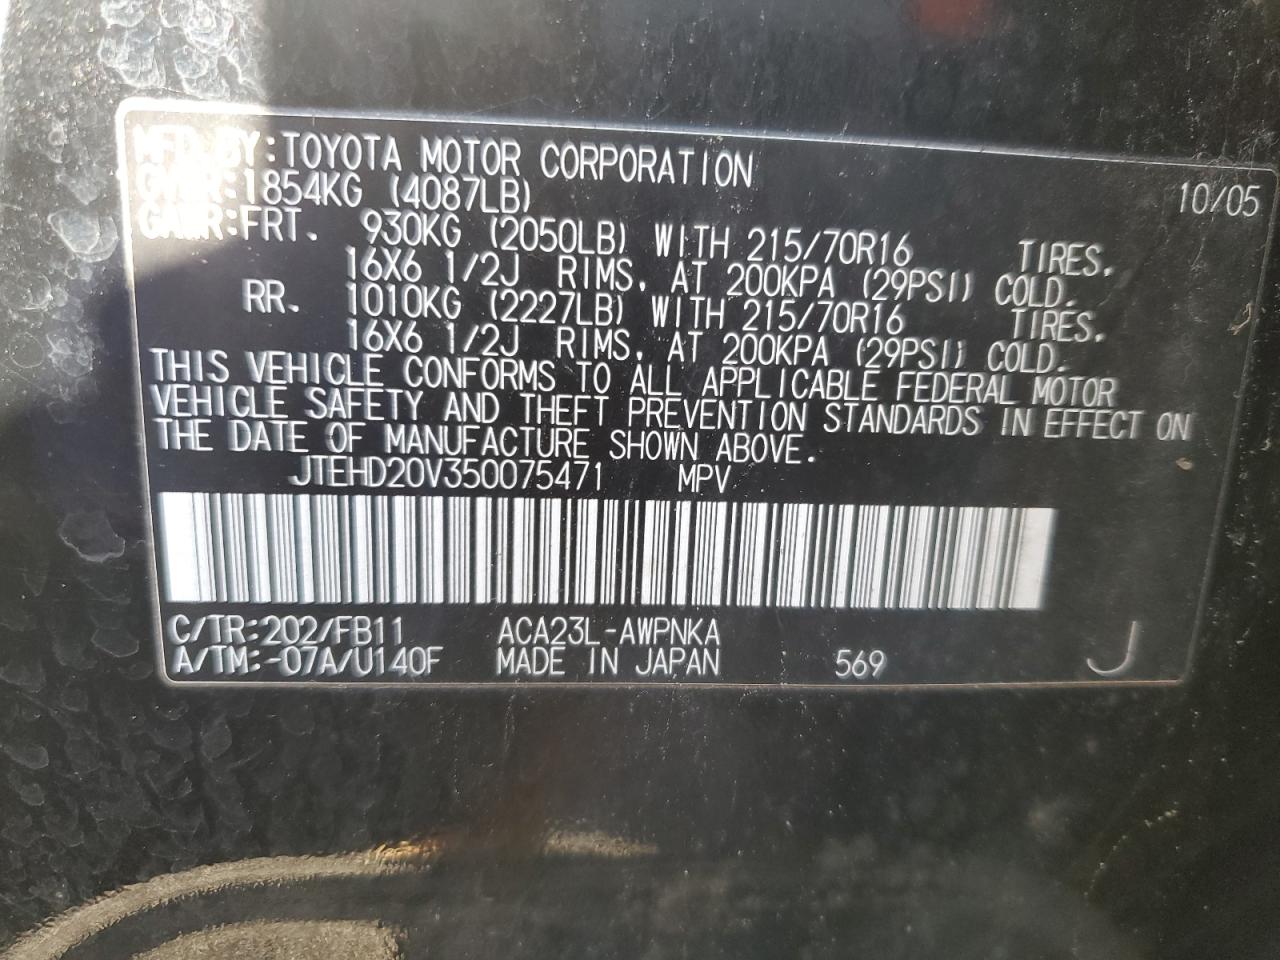 MFD.BY:TOYOTA MOTOR CORPORATION 10/05
GVWR:1854KG (4087LB)
GAWR:FRT. 930KG (2050LB) WITH 215/70R16 TIRES,
16X6 1/2J RIMS, AT 200KPA (29PSI) COLD.
RR. 1010KG (2227LB) WITH 215/70R16 TIRES.
16X6 1/2J RIMS, AT 200KPA (29PSI) COLD.
THIS VEHICLE CONFORMS TO ALL APPLICABLE FEDERAL MOTOR
VEHICLE SAFETY AND THEFT PREVENTION STANDARDS IN EFFECT ON
THE DATE OF MANUFACTURE SHOWN ABOVE.
JTEHD20V350075471 MPV
C/TR:202/FB11 ACA23L-AWPNKA
A/TM:-07A/U140F MADE IN JAPAN 569 J